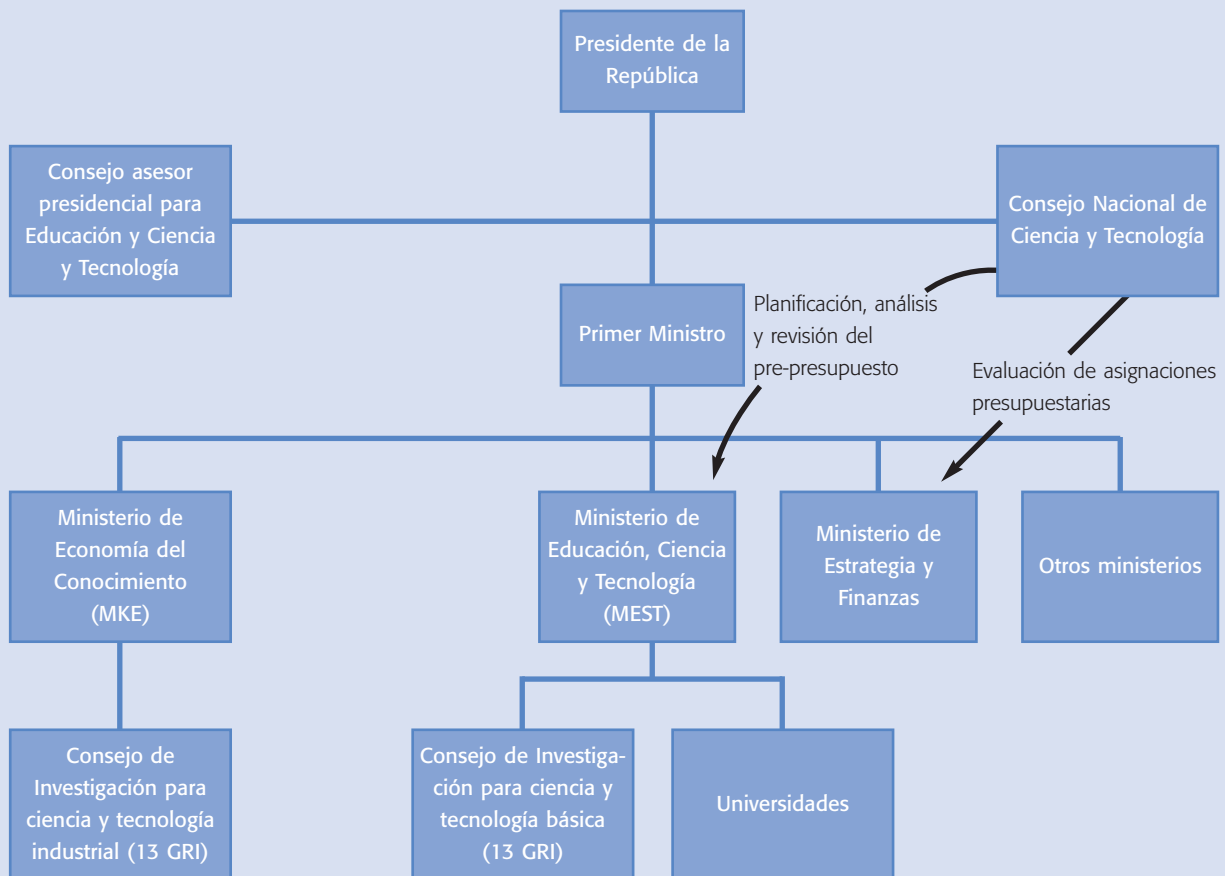 Presidente de la
República
Consejo asesor
presidencial para
Educación y Ciencia
y Tecnología
Consejo Nacional de
Ciencia y Tecnología
Primer Ministro
Planificación, análisis
y revisión del
pre-presupuesto
Evaluación de asignaciones
presupuestarias
Ministerio de
Economía del
Conocimiento
(MKE)
Ministerio de
Educación, Ciencia
y Tecnología
(MEST)
Ministerio de
Estrategia y
Finanzas
Otros ministerios
Consejo de
Investigación para
ciencia y tecnología
industrial (13 GRI)
Consejo de Investiga-
ción para ciencia y
tecnología básica
(13 GRI)
Universidades